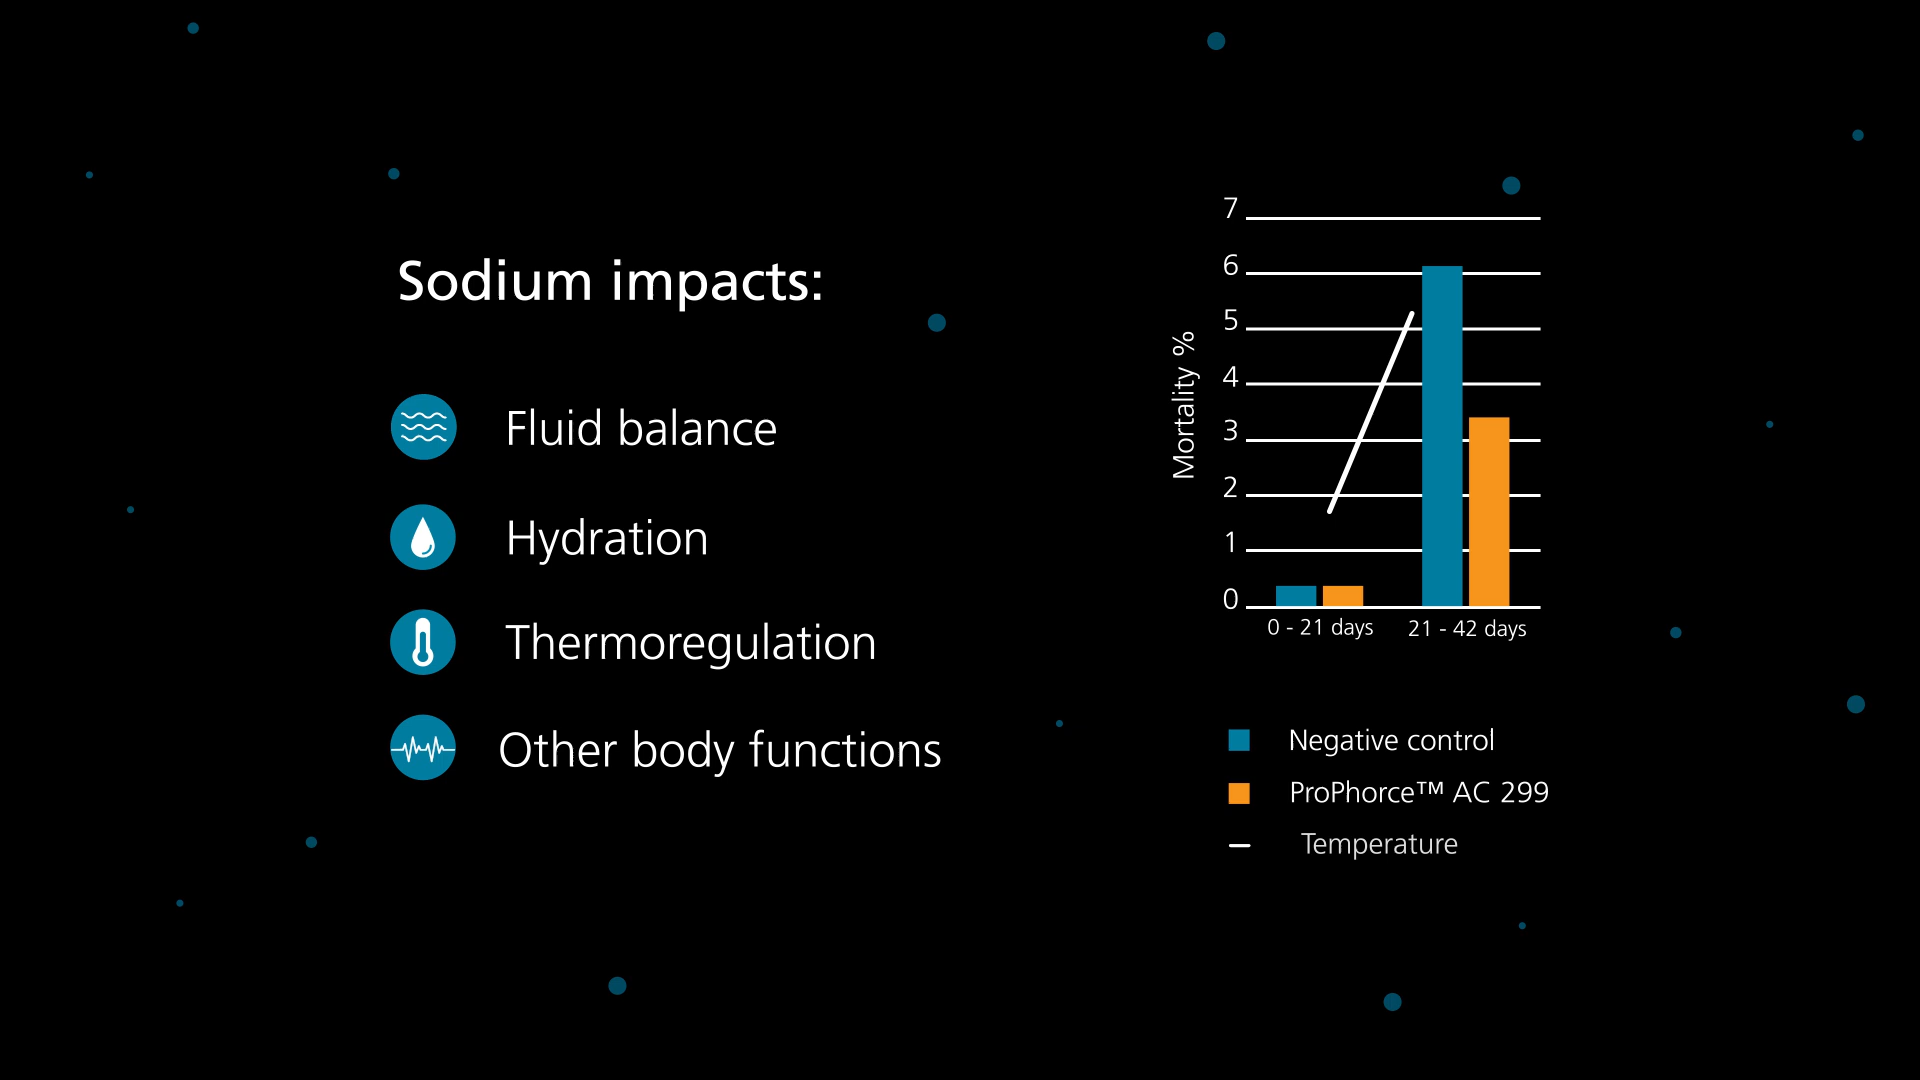 Sodium impacts:
Fluid balance
Hydration
Thermoregulation
Other body functions
Mortality %
7
6
5
4
3
2
1
0
0 - 21 days
21 - 42 days
Negative control
ProPhorce™ AC 299
Temperature